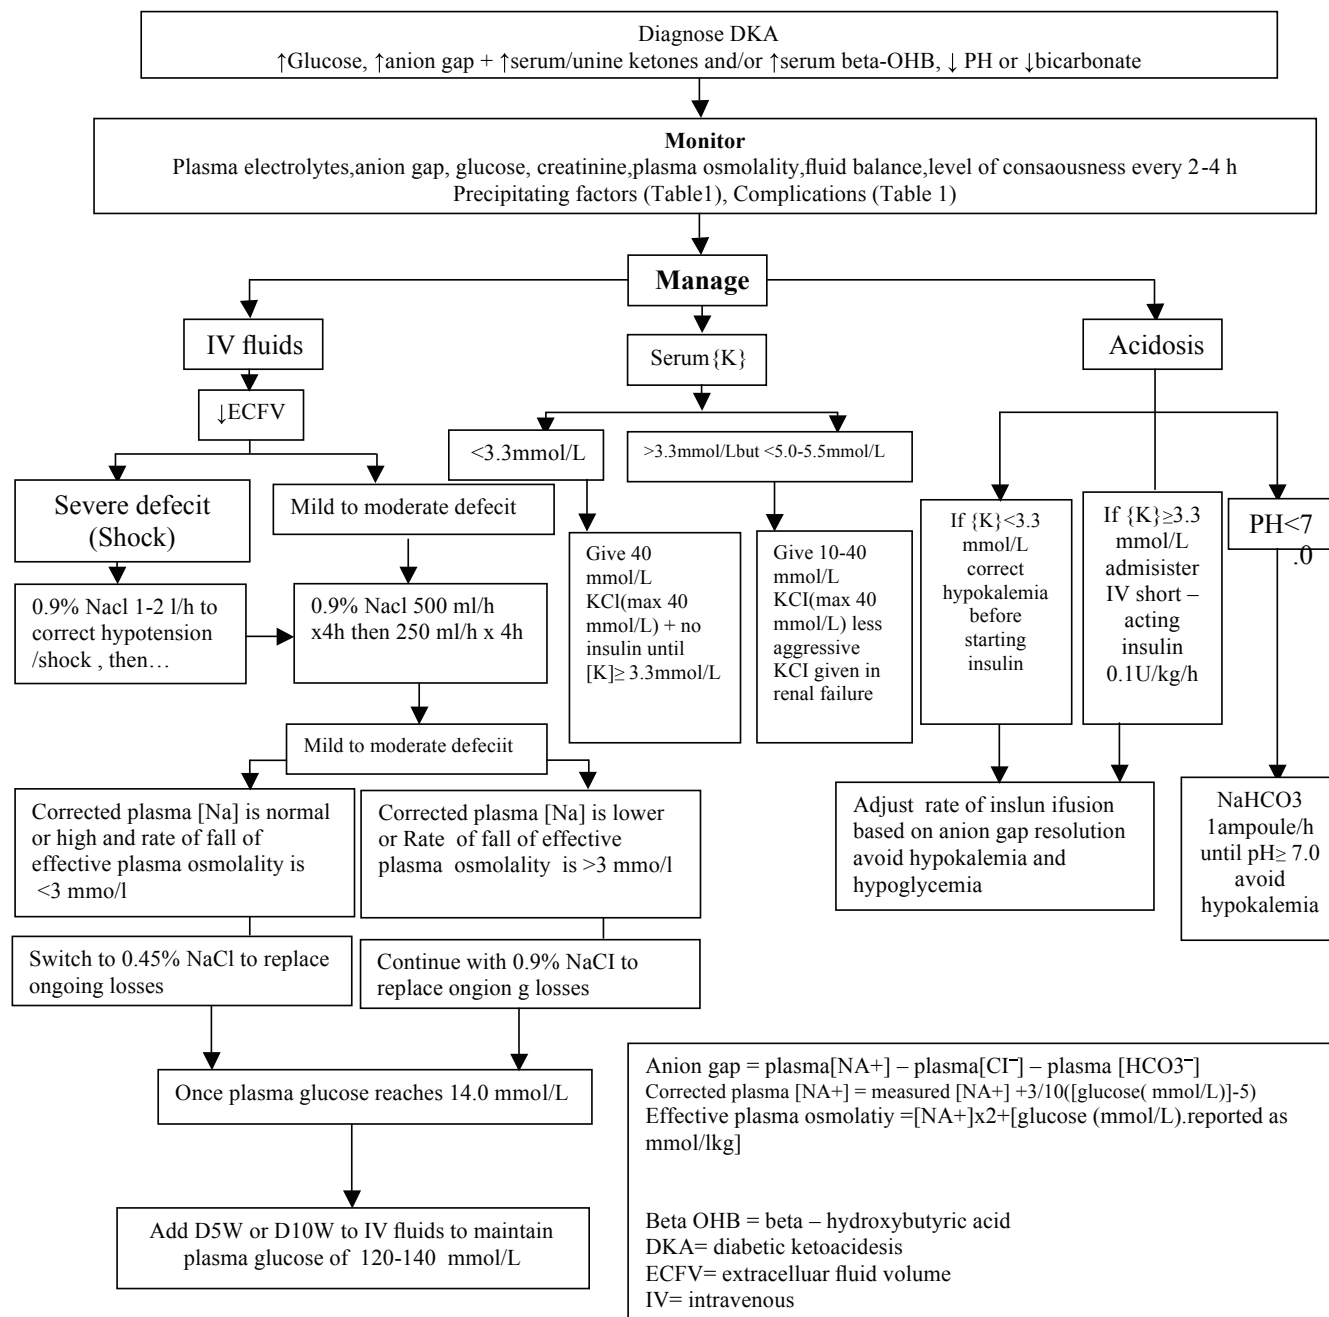 Diagnose DKA
↑Glucose, ↑anion gap + ↑serum/unine ketones and/or ↑serum beta-OHB, ↓ PH or ↓bicarbonate
Monitor
Plasma electrolytes,anion gap, glucose, creatinine,plasma osmolality,fluid balance,level of consaousness every 2-4 h
Precipitating factors (Table1), Complications (Table 1)
Manage
IV fluids
↓ECFV
Severe defecit
(Shock)
Mild to moderate defecit
0.9% Nacl 1-2 l/h to
correct hypotension
/shock , then…
0.9% Nacl 500 ml/h
x4h then 250 ml/h x 4h
Mild to moderate defeciit
Corrected plasma [Na] is normal
or high and rate of fall of
effective plasma osmolality is
<3 mmo/l
Corrected plasma [Na] is lower
or Rate of fall of effective
plasma osmolality is >3 mmo/l
Switch to 0.45% NaCl to replace
ongoing losses
Continue with 0.9% NaCI to
replace ongion g losses
Once plasma glucose reaches 14.0 mmol/L
Add D5W or D10W to IV fluids to maintain
plasma glucose of 120-140 mmol/L
Serum{K}
<3.3mmol/L
>3.3mmol/Lbut <5.0-5.5mmol/L
Give 40
mmol/L
KCl(max 40
mmol/L) + no
insulin until
[K]≥ 3.3mmol/L
Give 10-40
mmol/L
KCI(max 40
mmol/L) less
aggressive
KCI given in
renal failure
Acidosis
If {K}<3.3
mmol/L
correct
hypokalemia
before
starting
insulin
If {K}≥3.3
mmol/L
admisister
IV short –
acting
insulin
0.1U/kg/h
PH<7
.0
Adjust rate of inslun ifusion
based on anion gap resolution
avoid hypokalemia and
hypoglycemia
NaHCO3
1ampoule/h
until pH≥ 7.0
avoid
hypokalemia
Anion gap = plasma[NA+] – plasma[CI⁻] – plasma [HCO3⁻]
Corrected plasma [NA+] = measured [NA+] +3/10([glucose( mmol/L)]-5)
Effective plasma osmolatiy =[NA+]x2+[glucose (mmol/L).reported as
mmol/lkg]
Beta OHB = beta – hydroxybutyric acid
DKA= diabetic ketoacidesis
ECFV= extracelluar fluid volume
IV= intravenous